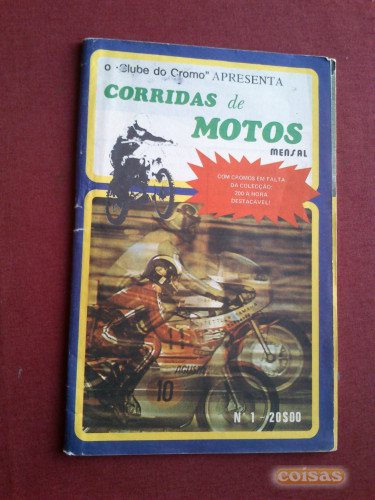 o "Clube do Cromo" APRESENTA
CORRIDAS de
MOTOS
MENSAL
COM CROMOS EM FALTA
DA COLECÇÃO:
200 À HORA
DESTACÁVEL!
11
10
Nº 1 - 20$00
coisas